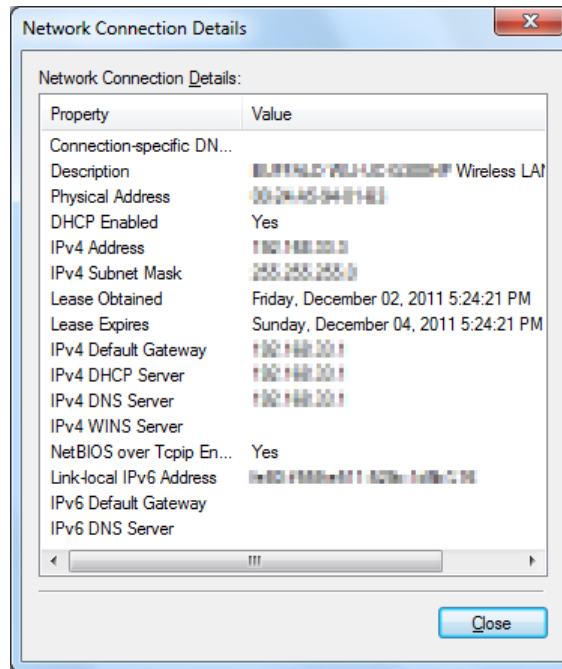 Network Connection Details
Network Connection Details:
Property Value
Connection-specific DN...
Description Wireless LAN
Physical Address
DHCP Enabled Yes
IPv4 Address
IPv4 Subnet Mask
Lease Obtained Friday, December 02, 2011 5:24:21 PM
Lease Expires Sunday, December 04, 2011 5:24:21 PM
IPv4 Default Gateway
IPv4 DHCP Server
IPv4 DNS Server
IPv4 WINS Server
NetBIOS over Tcpip En... Yes
Link-local IPv6 Address
IPv6 Default Gateway
IPv6 DNS Server
Close